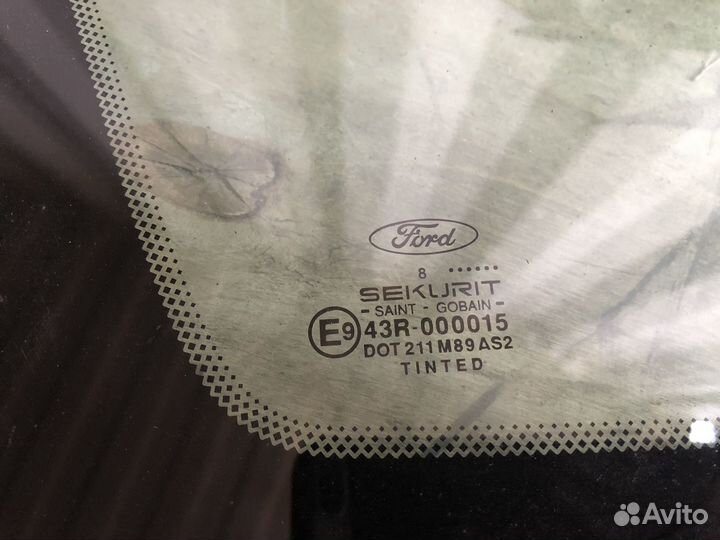 Ford
8 ......
SEKURIT
- SAINT - GOBAIN -
E9 43R-000015
DOT 211 M89 AS2
TINTED
Avito